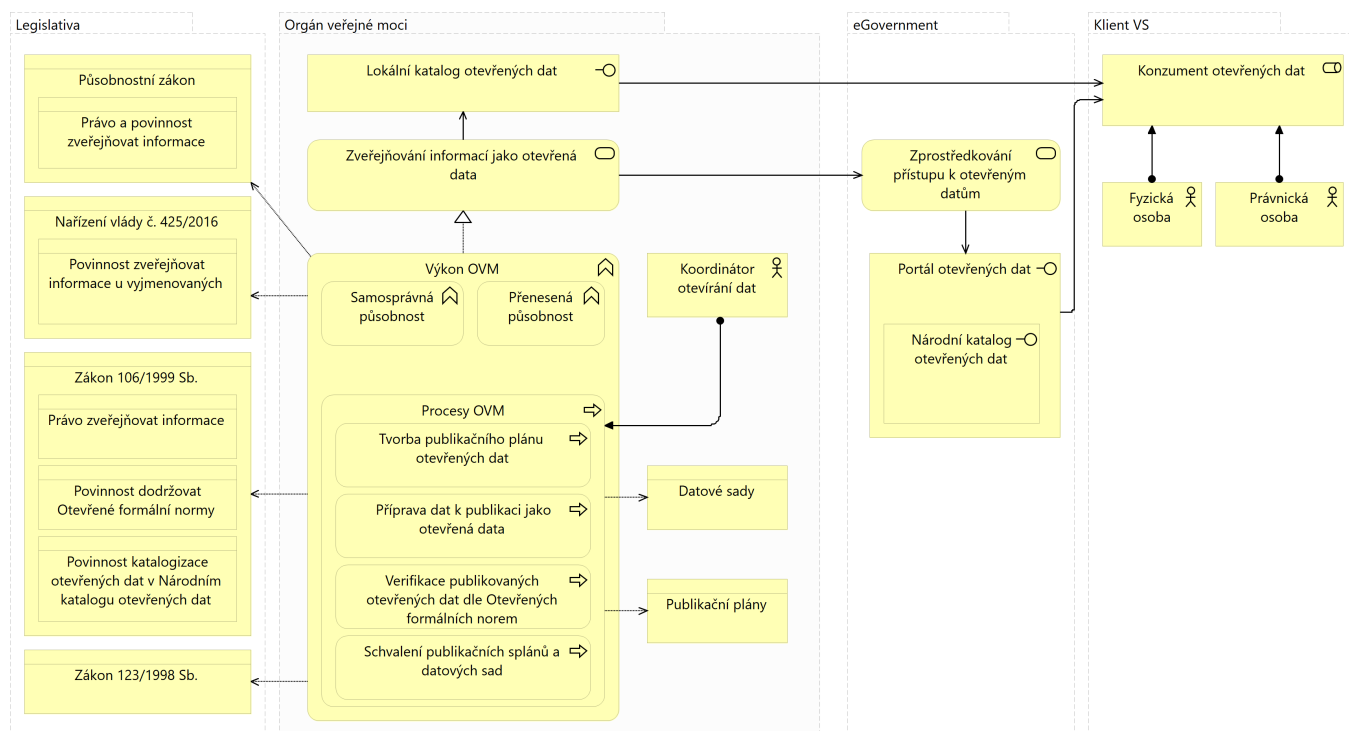 Legislativa
Působnostní zákon
Právo a povinnost
zveřejňovat informace
Nařízení vlády č. 425/2016
Povinnost zveřejňovat
informace u vyjmenovaných
Zákon 106/1999 Sb.
Právo zveřejňovat informace
Povinnost dodržovat
Otevřené formální normy
Povinnost katalogizace
otevřených dat v Národním
katalogu otevřených dat
Zákon 123/1998 Sb.
Orgán veřejné moci
Lokální katalog otevřených dat
Zveřejňování informací jako otevřená
data
Výkon OVM
Samosprávná
působnost
Přenesená
působnost
Procesy OVM
Tvorba publikačního plánu
otevřených dat
Příprava dat k publikaci jako
otevřená data
Verifikace publikovaných
otevřených dat dle Otevřených
formálních norem
Schvalení publikačních splánů a
datových sad
Koordinátor
otevírání dat
Datové sady
Publikační plány
eGovernment
Zprostředkování
přístupu k otevřeným
datům
Portál otevřených dat
Národní katalog
otevřených dat
Klient VS
Konzument otevřených dat
Fyzická
osoba
Právnická
osoba